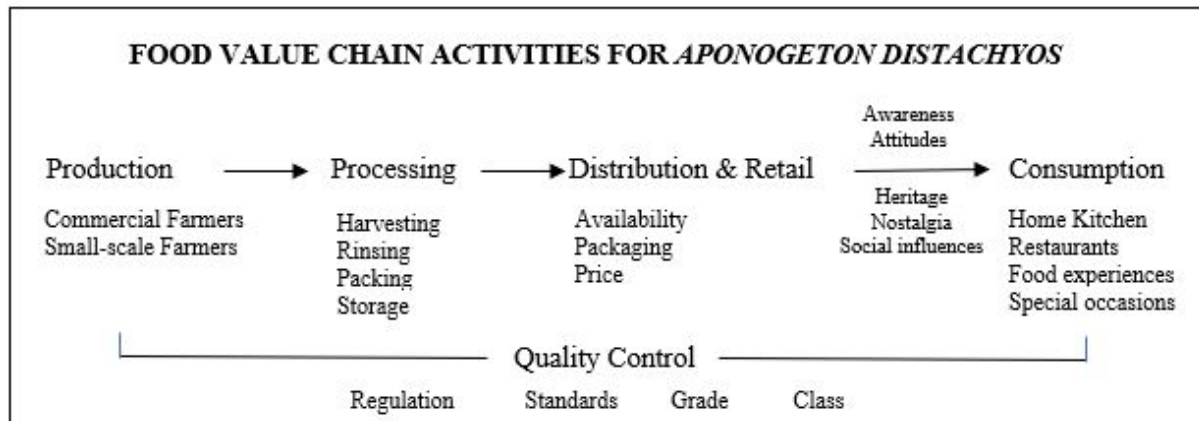 FOOD VALUE CHAIN ACTIVITIES FOR APONOGETON DISTACHYOS
Awareness
Attitudes
Production Processing Distribution & Retail Consumption
Heritage
Nostalgia
Social influences
Commercial Farmers
Small-scale Farmers
Harvesting
Rinsing
Packing
Storage
Availability
Packaging
Price
Home Kitchen
Restaurants
Food experiences
Special occasions
Quality Control
Regulation Standards Grade Class